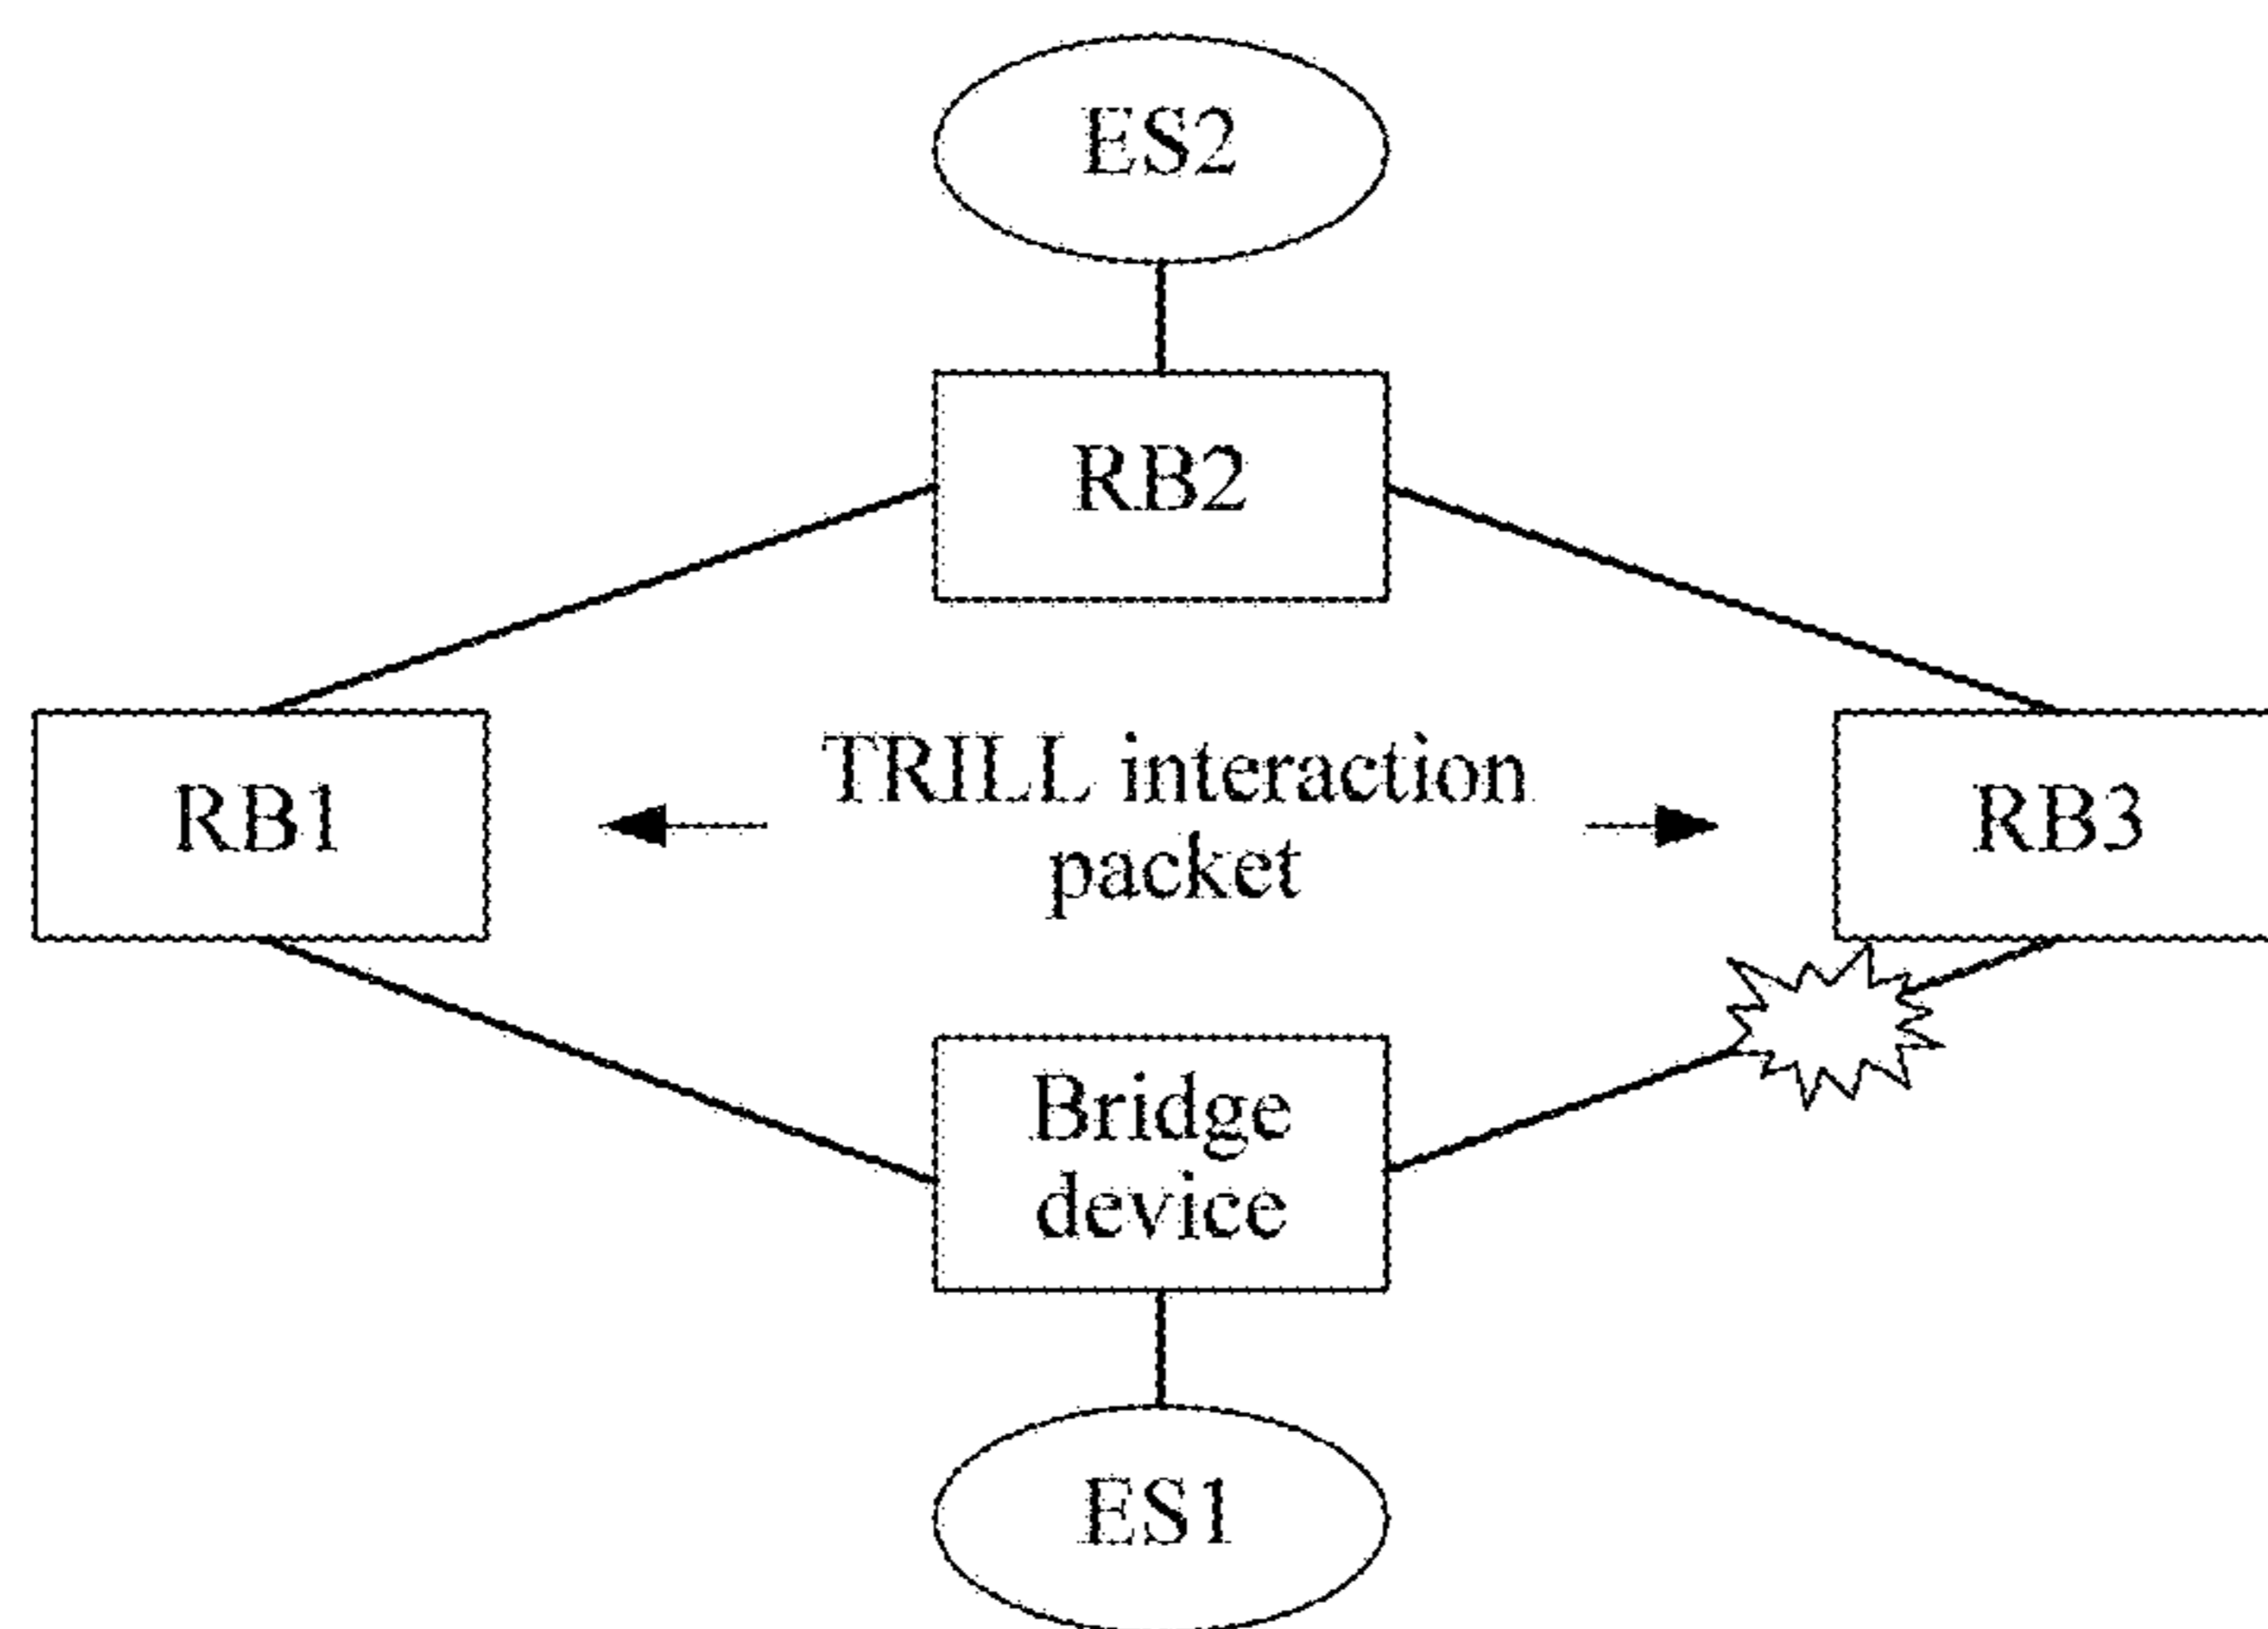 ES2
RB2
RB1
TRILL interaction
packet
RB3
Bridge
device
ES1